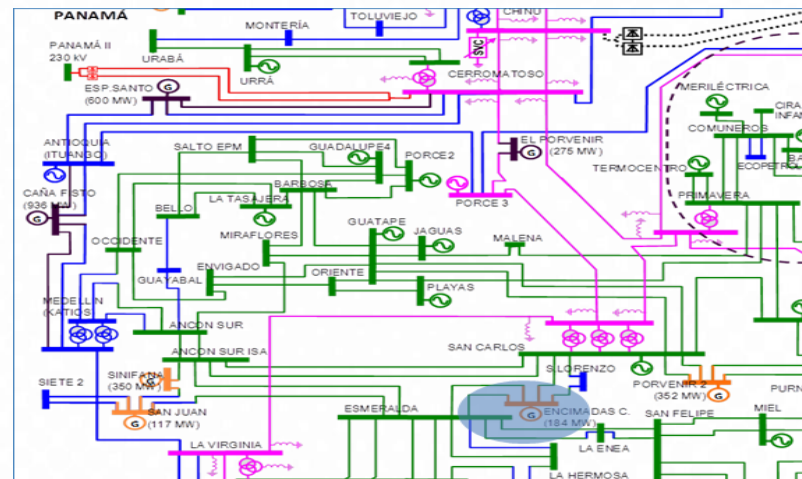 PANAMÁ
MONTERÍA
TOLUVIEJO
CHINÚ
PANAMÁ II
230 kV
URABÁ
URRÁ
SVC
CERROMATOSO
ESP.SANTO
(600 MW)
G
MERILÉCTRICA
COMUNEROS
ANTIOQUIA
(ITUANGO)
SALTO EPM
GUADALUPE4
PORCE2
EL PORVENIR
(275 MW)
G
TERMOCENTRO
ECOPETROL
CAÑA FISTO
(936 MW)
G
BARBOSA
LA TASAJERA
BELLO
PORCE 3
PRIMAVERA
GUATAPE
JAGUAS
MALENA
MIRAFLORES
OCCIDENTE
GUAYABAL
ENVIGADO
ORIENTE
PLAYAS
MEDELLIN
(KATIOS)
ANCON SUR
ANCON SUR ISA
SAN CARLOS
SIETE 2
SINIFANA
(350 MW)
G
S.LORENZO
PORVENIR 2
(352 MW)
G
SAN JUAN
(117 MW)
G
ESMERALDA
ENCIMADAS C.
(184 MW)
G
SAN FELIPE
MIEL
LA VIRGINIA
LA ENEA
LA HERMOSA